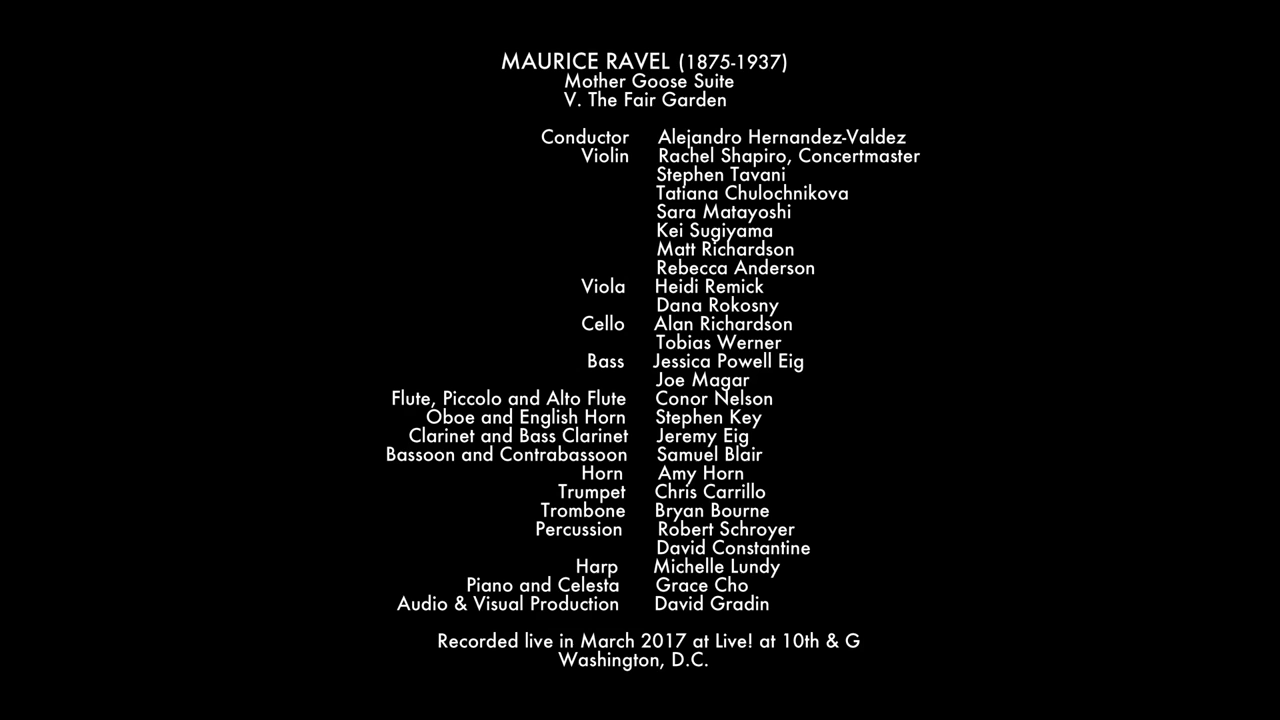 MAURICE RAVEL (1875-1937)
Mother Goose Suite
V. The Fair Garden
Conductor Alejandro Hernandez-Valdez
Violin Rachel Shapiro, Concertmaster
Stephen Tavani
Tatiana Chulochnikova
Sara Matayoshi
Kei Sugiyama
Matt Richardson
Rebecca Anderson
Viola Heidi Remick
Dana Rokosny
Cello Alan Richardson
Tobias Werner
Bass Jessica Powell Eig
Joe Magar
Flute, Piccolo and Alto Flute Conor Nelson
Oboe and English Horn Stephen Key
Clarinet and Bass Clarinet Jeremy Eig
Bassoon and Contrabassoon Samuel Blair
Horn Amy Horn
Trumpet Chris Carrillo
Trombone Bryan Bourne
Percussion Robert Schroyer
David Constantine
Harp Michelle Lundy
Piano and Celesta Grace Cho
Audio & Visual Production David Gradin
Recorded live in March 2017 at Live! at 10th & G
Washington, D.C.